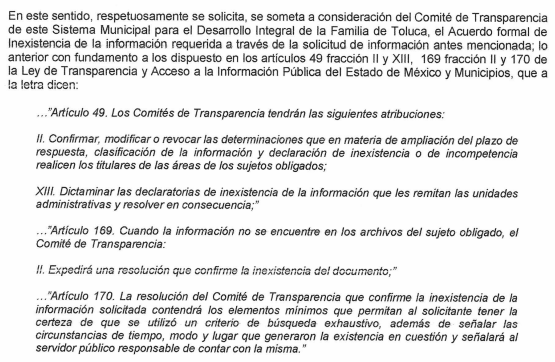 En este sentido, respetuosamente se solicita, se someta a consideración del Comité de Transparencia
de este Sistema Municipal para el Desarrollo Integral de la Familia de Toluca, el Acuerdo formal de
Inexistencia de la información requerida a través de la solicitud de información antes mencionada; lo
anterior con fundamento a los dispuesto en los artículos 49 fracción II y XIII, 169 fracción II y 170 de
la Ley de Transparencia y Acceso a la Información Pública del Estado de México y Municipios, que a
la letra dicen:
…"Artículo 49. Los Comités de Transparencia tendrán las siguientes atribuciones:
II. Confirmar, modificar o revocar las determinaciones que en materia de ampliación del plazo de
respuesta, clasificación de la información y declaración de inexistencia o de incompetencia
realicen los titulares de las áreas de los sujetos obligados;
XIII. Dictaminar las declaratorias de inexistencia de la información que les remitan las unidades
administrativas y resolver en consecuencia;"
…"Artículo 169. Cuando la información no se encuentre en los archivos del sujeto obligado, el
Comité de Transparencia:
II. Expedirá una resolución que confirme la inexistencia del documento;"
…"Artículo 170. La resolución del Comité de Transparencia que confirme la inexistencia de la
información solicitada contendrá los elementos mínimos que permitan al solicitante tener la
certeza de que se utilizó un criterio de búsqueda exhaustivo, además de señalar las
circunstancias de tiempo, modo y lugar que generaron la existencia en cuestión y señalará al
servidor público responsable de contar con la misma."